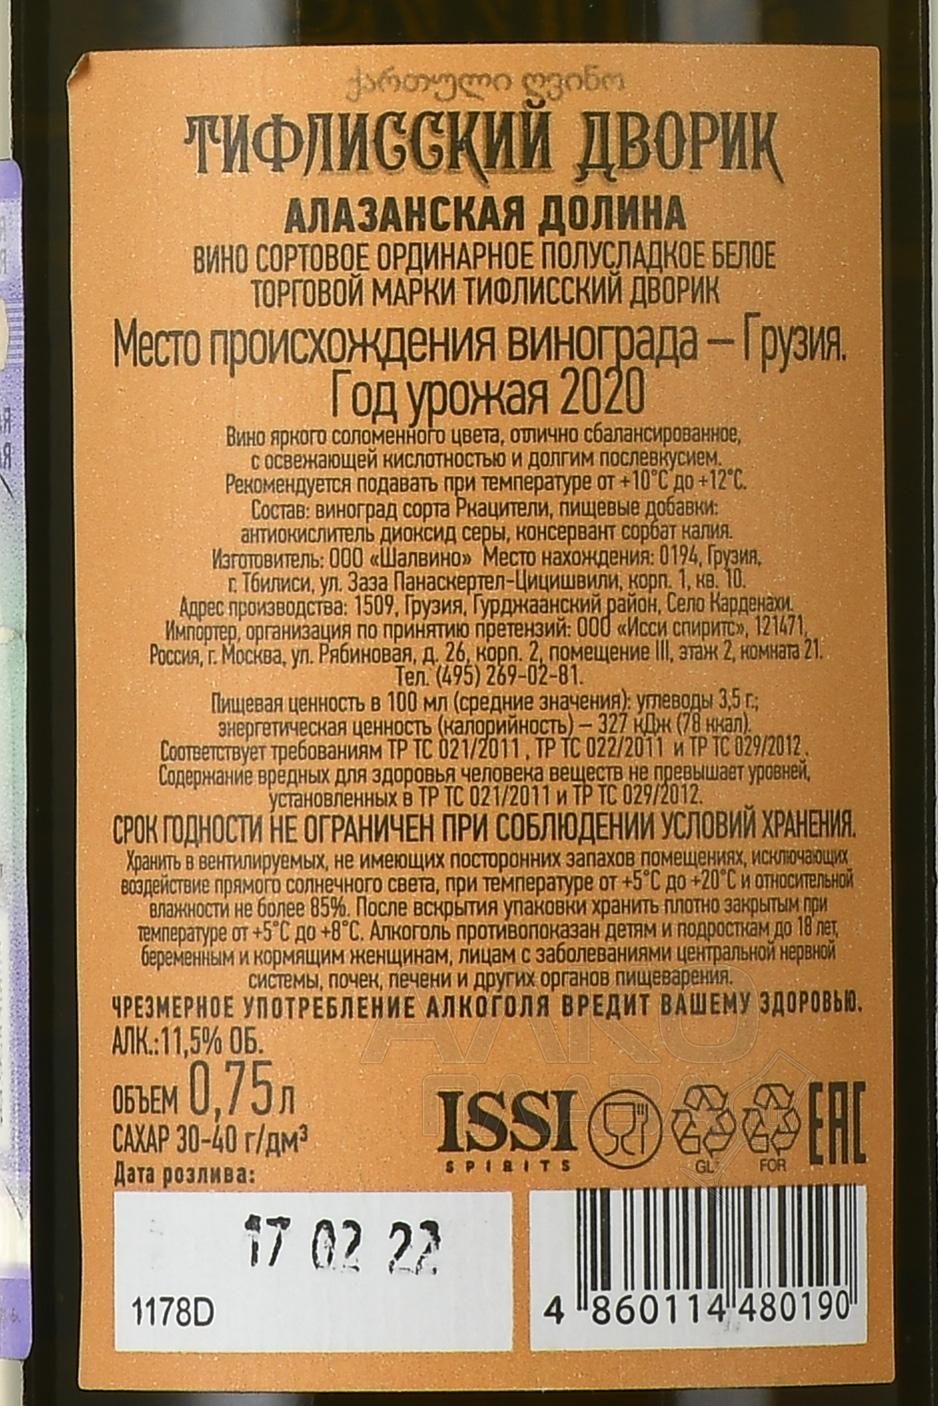 ქართული ღვინო
ТИФЛИССКИЙ ДВОРИК
АЛАЗАНСКАЯ ДОЛИНА
ВИНО СОРТОВОЕ ОРДИНАРНОЕ ПОЛУСЛАДКОЕ БЕЛОЕ
ТОРГОВОЙ МАРКИ ТИФЛИССКИЙ ДВОРИК
Место происхождения винограда – Грузия.
Год урожая 2020
Вино яркого соломенного цвета, отлично сбалансированное,
с освежающей кислотностью и долгим послевкусием.
Рекомендуется подавать при температуре от +10°С до +12°С.
Состав: виноград сорта Ркацители, пищевые добавки:
антиокислитель диоксид серы, консервант сорбат калия.
Изготовитель: ООО «Шалвино» Место нахождения: 0194, Грузия,
г. Тбилиси, ул. Заза Панаскертел-Цицишвили, корп. 1, кв. 10.
Адрес производства: 1509, Грузия, Гурджаанский район, Село Карденахи.
Импортер, организация по принятию претензий: ООО «Исси спиритс», 121471,
Россия, г. Москва, ул. Рябиновая, д. 26, корп. 2, помещение III, этаж 2, комната 21.
Тел. (495) 269-02-81.
Пищевая ценность в 100 мл (средние значения): углеводы 3,5 г.;
энергетическая ценность (калорийность) – 327 кДж (78 ккал).
Соответствует требованиям ТР ТС 021/2011 , ТР ТС 022/2011 и ТР ТС 029/2012 .
Содержание вредных для здоровья человека веществ не превышает уровней,
установленных в ТР ТС 021/2011 и ТР ТС 029/2012.
СРОК ГОДНОСТИ НЕ ОГРАНИЧЕН ПРИ СОБЛЮДЕНИИ УСЛОВИЙ ХРАНЕНИЯ.
Хранить в вентилируемых, не имеющих посторонних запахов помещениях, исключающих
воздействие прямого солнечного света, при температуре от +5°С до +20°С и относительной
влажности не более 85%. После вскрытия упаковки хранить плотно закрытым при
температуре от +5°С до +8°С. Алкоголь противопоказан детям и подросткам до 18 лет,
беременным и кормящим женщинам, лицам с заболеваниями центральной нервной
системы, почек, печени и других органов пищеварения.
ЧРЕЗМЕРНОЕ УПОТРЕБЛЕНИЕ АЛКОГОЛЯ ВРЕДИТ ВАШЕМУ ЗДОРОВЬЮ.
АЛК.:11,5% ОБ.
ОБЪЕМ 0,75 л
САХАР 30-40 г/дм³
ISSI
SPIRITS
GL
FOR
EAC
Дата розлива:
17 02 22
1178D
4 860114 480190